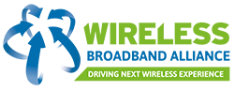 WIRELESS
BROADBAND ALLIANCE
DRIVING NEXT WIRELESS EXPERIENCE